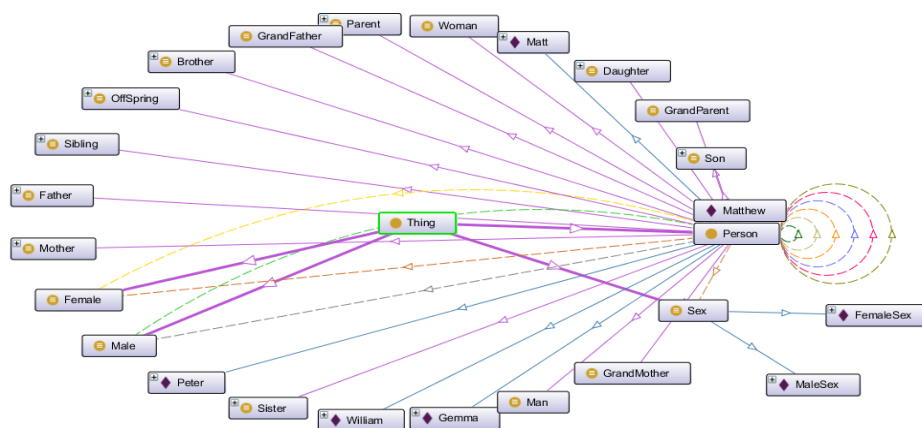 Parent
Woman
GrandFather
Matt
Brother
Daughter
OffSpring
GrandParent
Sibling
Son
Father
Matthew
Thing
Person
Mother
Female
Sex
FemaleSex
Male
Peter
GrandMother
MaleSex
Sister
Man
William
Gemma